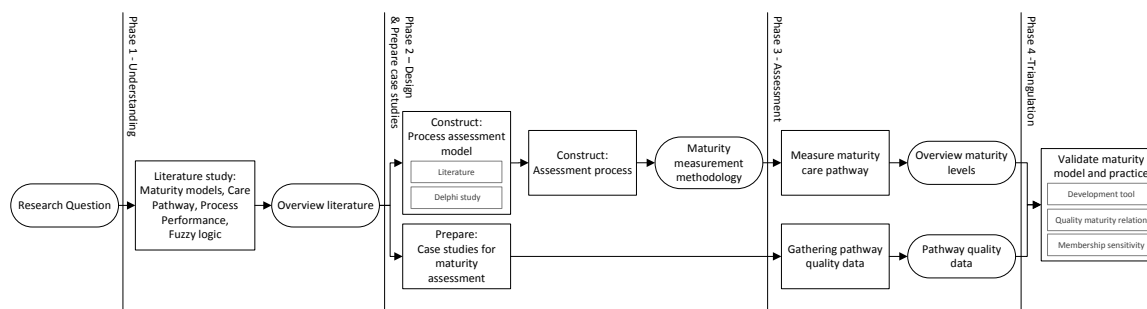 Phase 1 - Understanding
Phase 2 – Design
& Prepare case studies
Phase 3 - Assessment
Phase 4 -Triangulation
Research Question
Literature study:
Maturity models, Care
Pathway, Process
Performance,
Fuzzy logic
Overview literature
Construct:
Process assessment
model
Literature
Delphi study
Construct:
Assessment process
Maturity
measurement
methodology
Prepare:
Case studies for
maturity
assessment
Measure maturity
care pathway
Overview maturity
levels
Gathering pathway
quality data
Pathway quality
data
Validate maturity
model and practice
Development tool
Quality maturity relation
Membership sensitivity